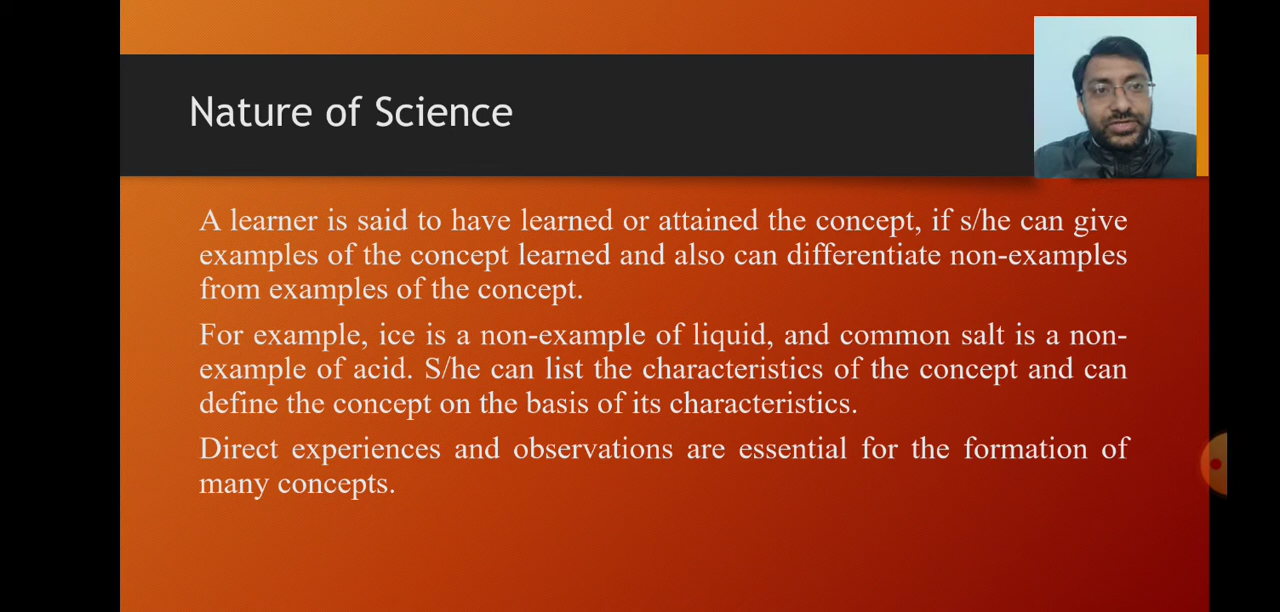 Nature of Science
A learner is said to have learned or attained the concept, if s/he can give
examples of the concept learned and also can differentiate non-examples
from examples of the concept.
For example, ice is a non-example of liquid, and common salt is a non-
example of acid. S/he can list the characteristics of the concept and can
define the concept on the basis of its characteristics.
Direct experiences and observations are essential for the formation of
many concepts.